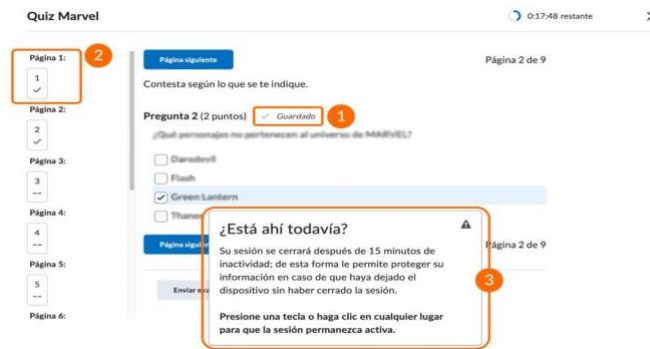 Quiz Marvel
0:17:48 restante
Página 1:
2
1
Página 2:
2
Página 3:
3
--
Página 4:
4
--
Página 5:
5
--
Página 6:
Página siguiente
Página 2 de 9
Contesta según lo que se te indique.
Pregunta 2 (2 puntos)
Guardado
1
¿Qué personajes no pertenecen al universo de MARVEL?
Daredevil
Flash
Green Lantern
Thanos
Página siguiente
Página 2 de 9
Enviar
¿Está ahí todavía?
Su sesión se cerrará después de 15 minutos de
inactividad; de esta forma le permite proteger su
información en caso de que haya dejado el
dispositivo sin haber cerrado la sesión.
Presione una tecla o haga clic en cualquier lugar
para que la sesión permanezca activa.
3